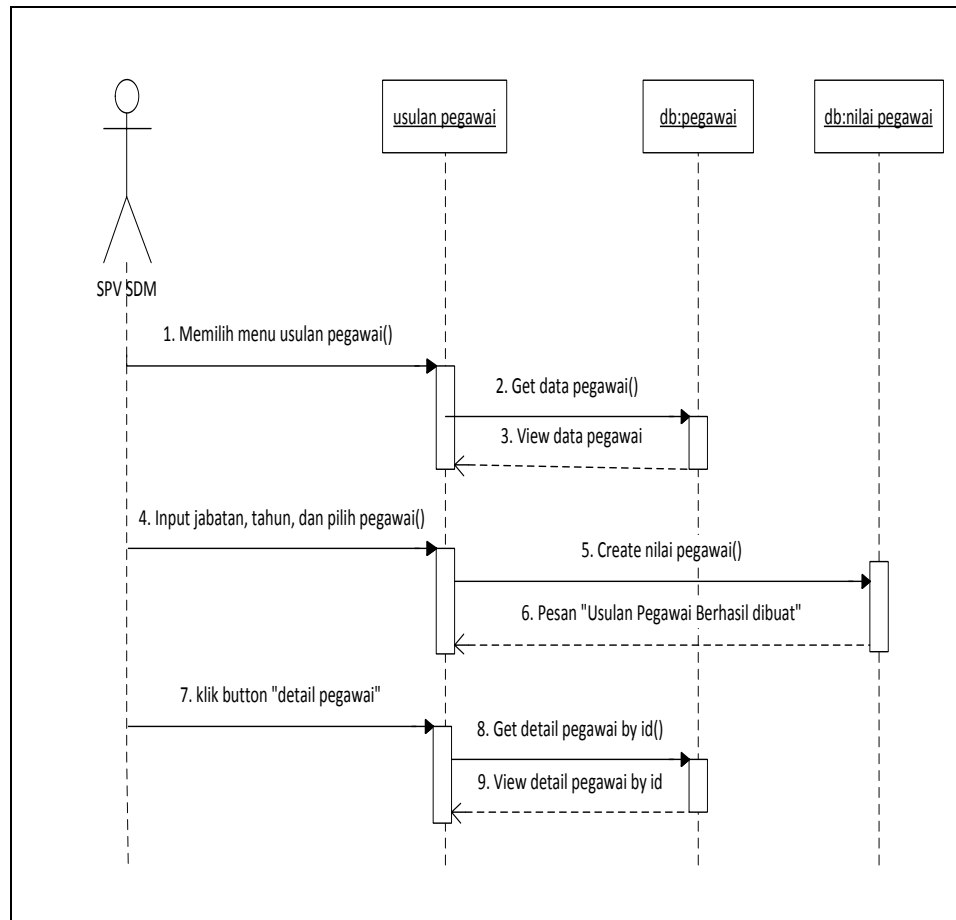 usulan pegawai
db:pegawai
db:nilai pegawai
SPV SDM
1. Memilih menu usulan pegawai()
2. Get data pegawai()
3. View data pegawai
4. Input jabatan, tahun, dan pilih pegawai()
5. Create nilai pegawai()
6. Pesan "Usulan Pegawai Berhasil dibuat"
7. klik button "detail pegawai"
8. Get detail pegawai by id()
9. View detail pegawai by id